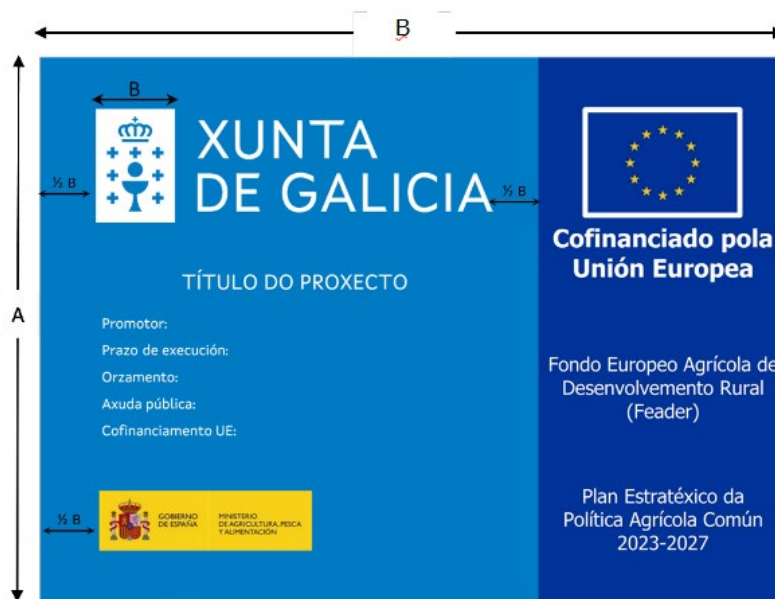 B
B
½ B
½ B
XUNTA
DE GALICIA
TÍTULO DO PROXECTO
A
Promotor:
Prazo de execución:
Orzamento:
Axuda pública:
Cofinanciamento UE:
½ B
GOBIERNO
DE ESPAÑA
MINISTERIO
DE AGRICULTURA, PESCA
Y ALIMENTACIÓN
Cofinanciado pola
Unión Europea
Fondo Europeo Agrícola de
Desenvolvemento Rural
(Feader)
Plan Estratéxico da
Política Agrícola Común
2023-2027